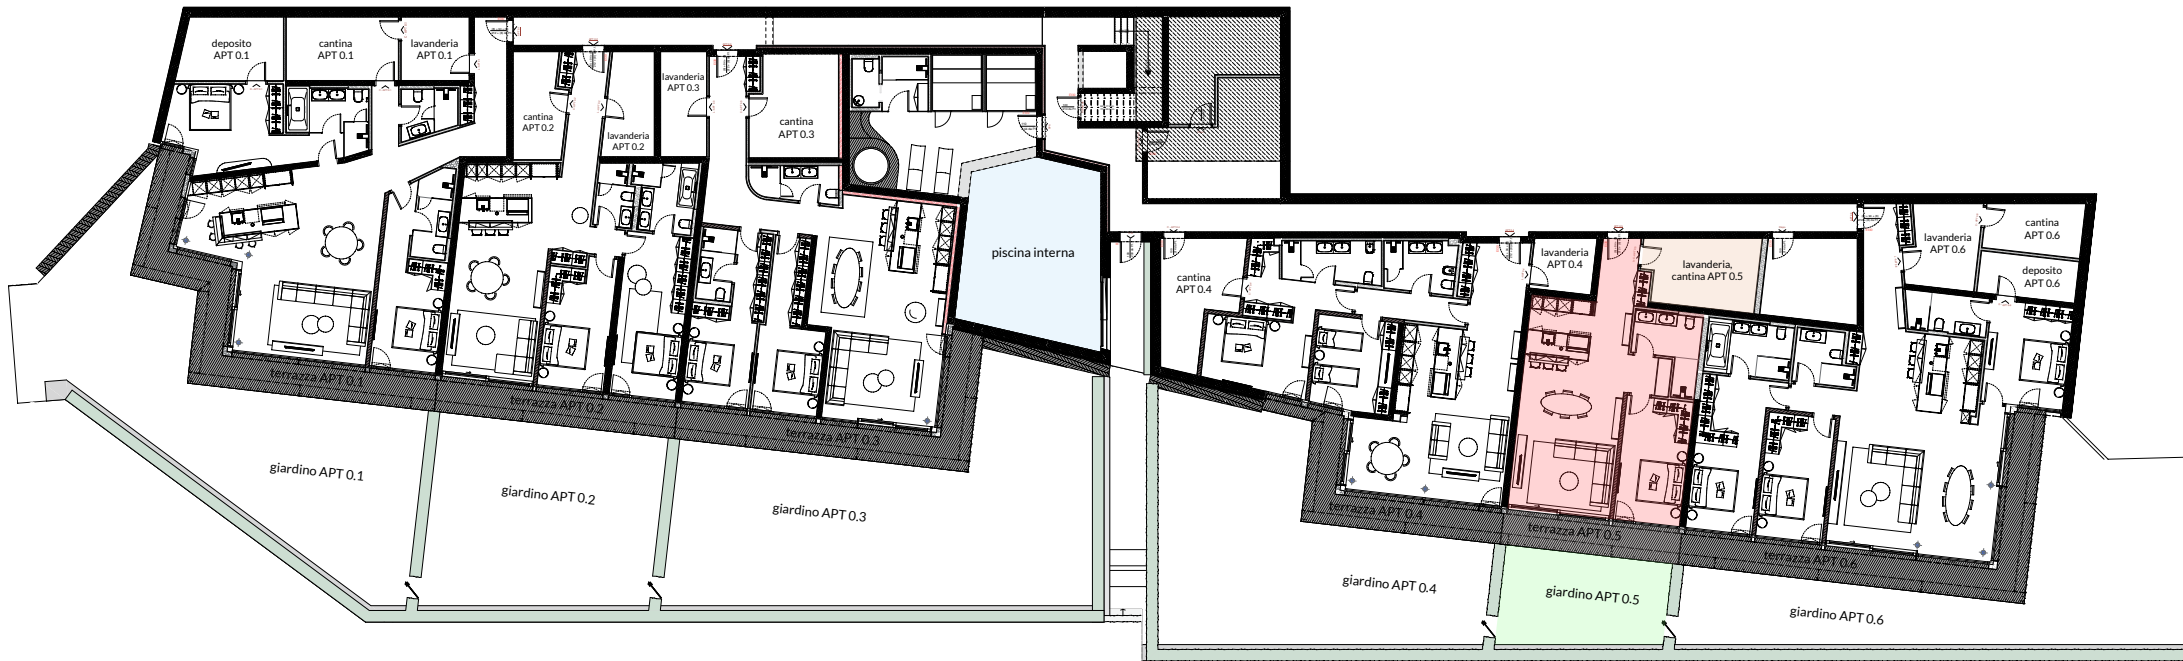 deposito
APT 0.1
cantina
APT 0.1
lavanderia
APT 0.1
cantina
APT 0.2
lavanderia
APT 0.2
lavanderia
APT 0.3
cantina
APT 0.3
piscina interna
cantina
APT 0.4
lavanderia
APT 0.4
lavanderia,
cantina APT 0.5
lavanderia
APT 0.6
cantina
APT 0.6
deposito
APT 0.6
terrazza APT 0.1
terrazza APT 0.2
terrazza APT 0.3
terrazza APT 0.4
terrazza APT 0.5
terrazza APT 0.6
giardino APT 0.1
giardino APT 0.2
giardino APT 0.3
giardino APT 0.4
giardino APT 0.5
giardino APT 0.6